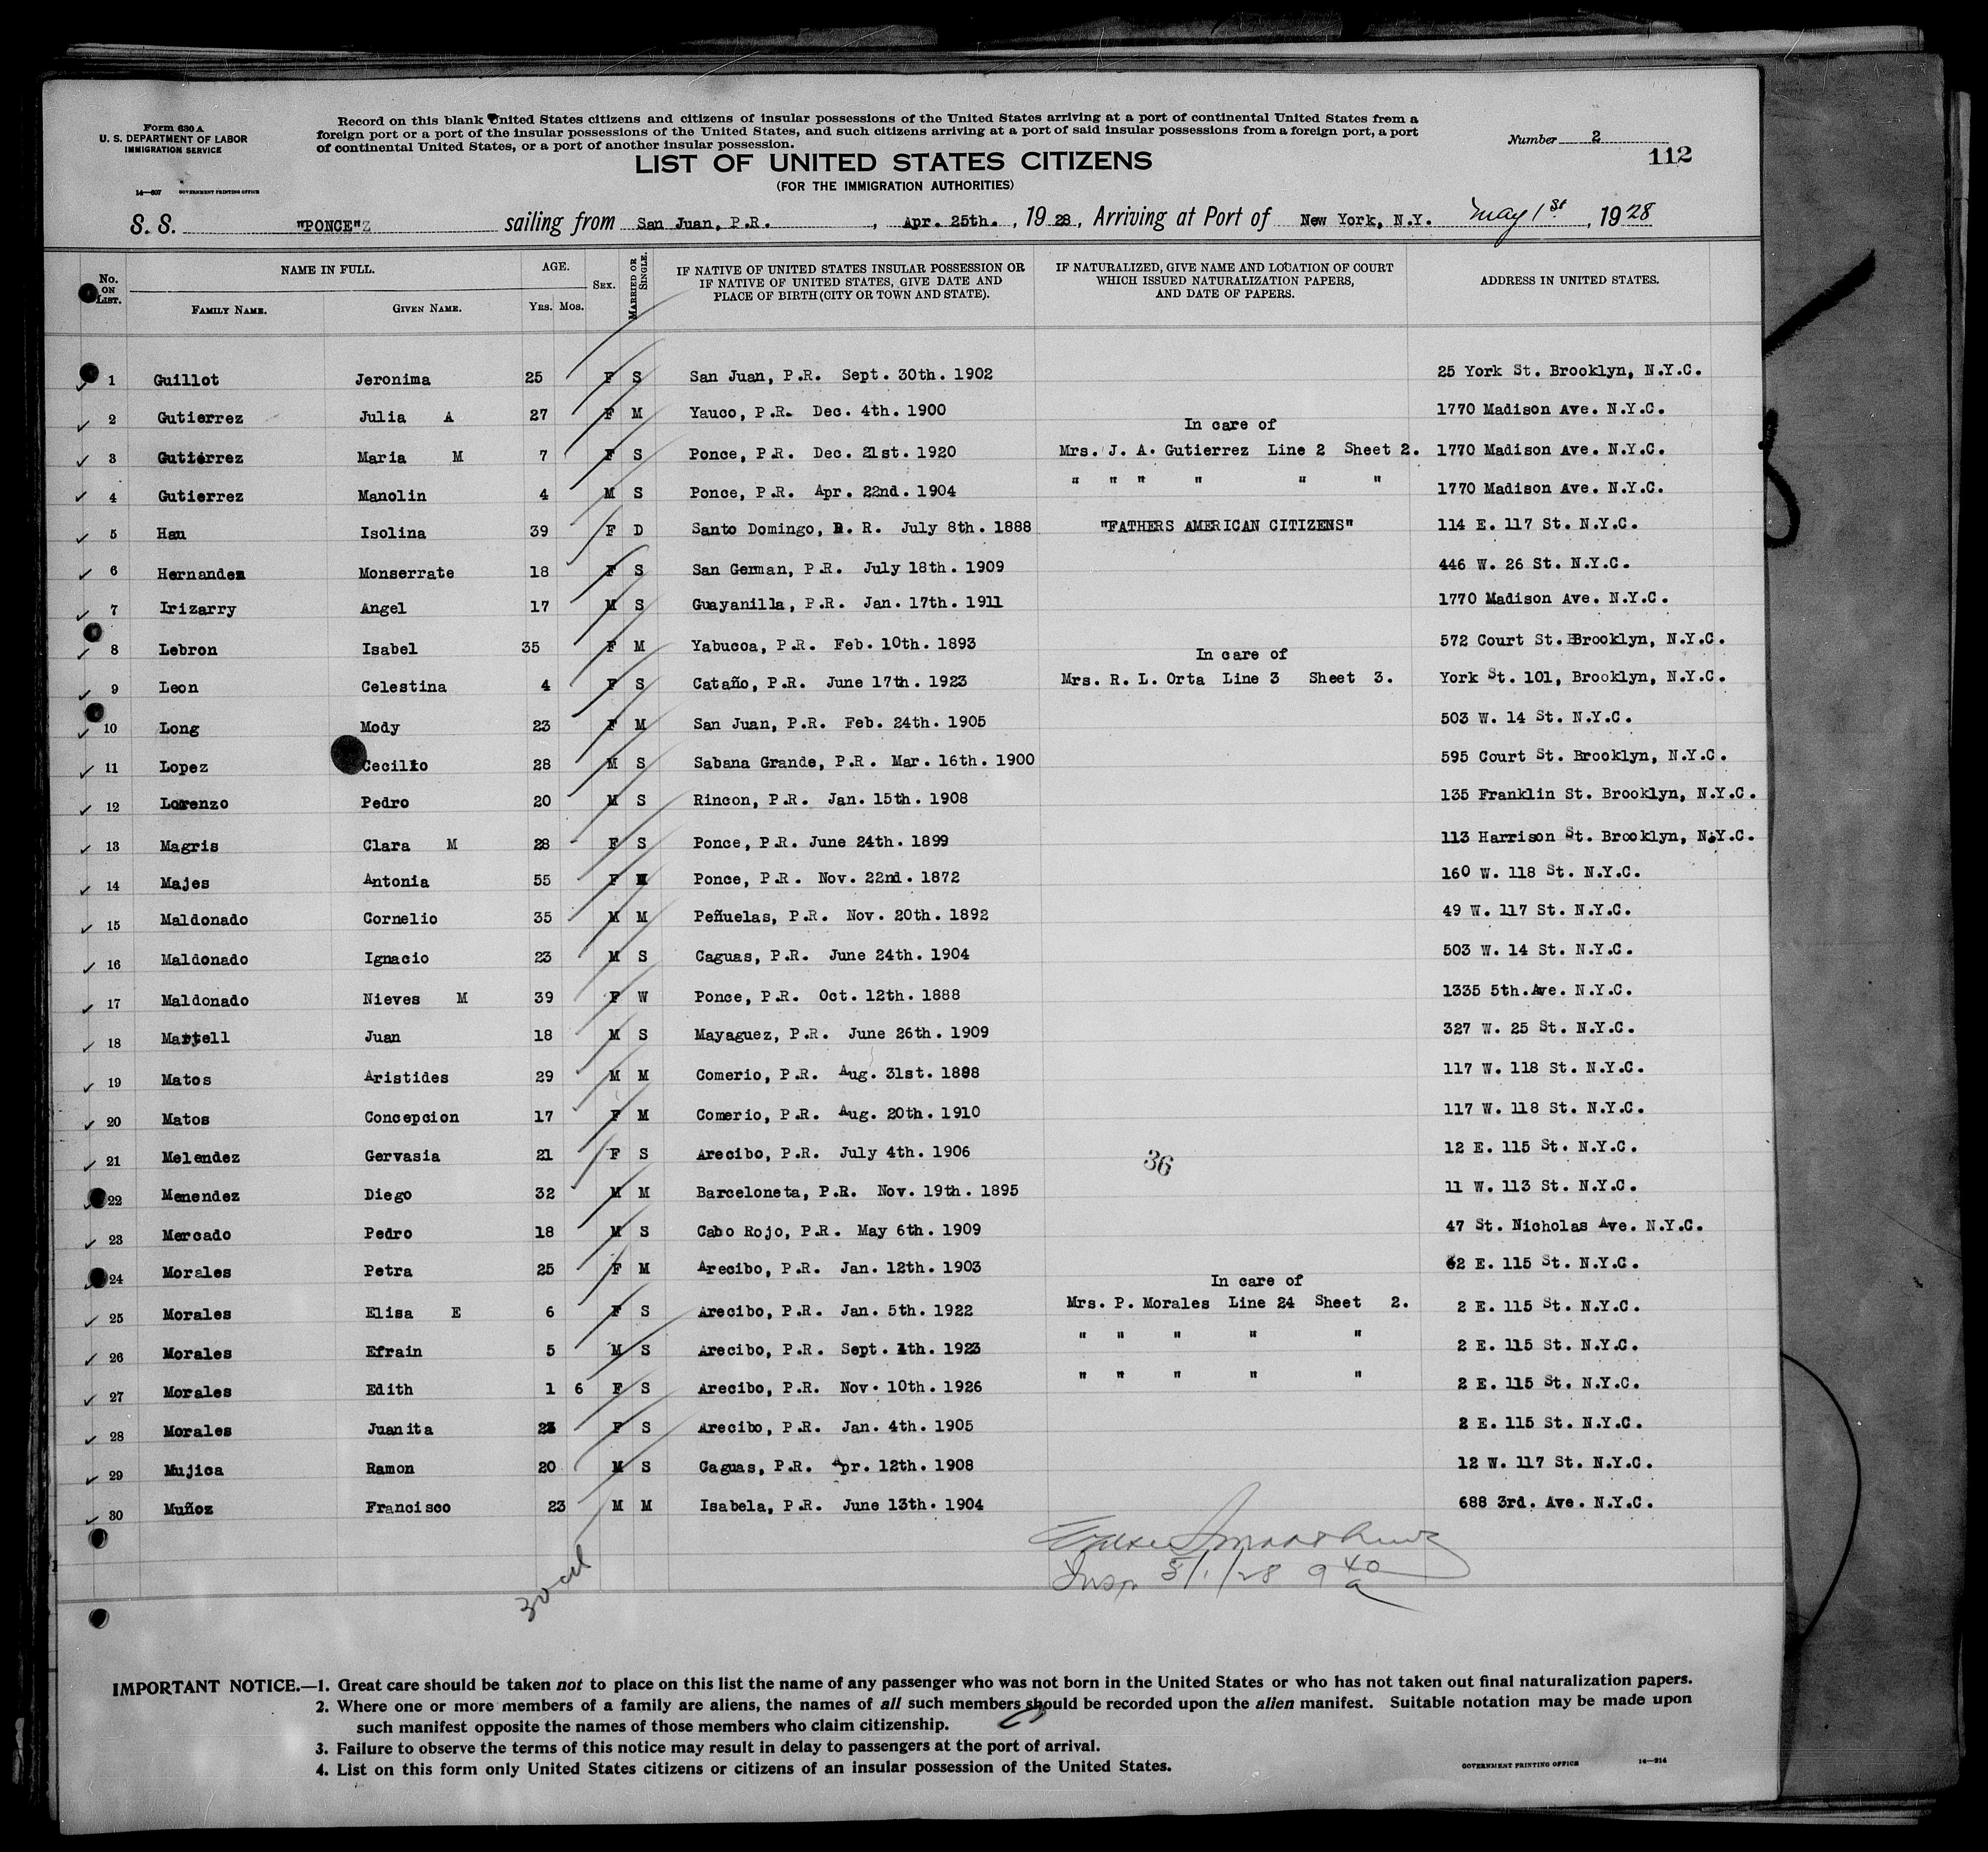 Form 630 A
U. S. DEPARTMENT OF LABOR
IMMIGRATION SERVICE
14—607 GOVERNMENT PRINTING OFFICE
Record on this blank United States citizens and citizens of insular possessions of the United States arriving at a port of continental United States from a
foreign port or a port of the insular possessions of the United States, and such citizens arriving at a port of said insular possessions from a foreign port, a port
of continental United States, or a port of another insular possession.
Number 2
112
LIST OF UNITED STATES CITIZENS
(FOR THE IMMIGRATION AUTHORITIES)
S. S. "PONCE"Z sailing from San Juan, P.R. , Apr. 25th. , 19 28, Arriving at Port of New York, N.Y. May 1st , 1928
No. ON LIST. NAME IN FULL. FAMILY NAME. GIVEN NAME. AGE. YRS. MOS. SEX. MARRIED OR SINGLE. IF NATIVE OF UNITED STATES INSULAR POSSESSION OR IF NATIVE OF UNITED STATES, GIVE DATE AND PLACE OF BIRTH (CITY OR TOWN AND STATE). IF NATURALIZED, GIVE NAME AND LOCATION OF COURT WHICH ISSUED NATURALIZATION PAPERS, AND DATE OF PAPERS. ADDRESS IN UNITED STATES.
1 Guillot Jeronima 25 F S San Juan, P.R. Sept. 30th. 1902 25 York St. Brooklyn, N.Y.C.
2 Gutierrez Julia A 27 F M Yauco, P.R. Dec. 4th. 1900 1770 Madison Ave. N.Y.C.
In care of
3 Gutierrez Maria M 7 F S Ponce, P.R. Dec. 21st. 1920 Mrs. J. A. Gutierrez Line 2 Sheet 2. 1770 Madison Ave. N.Y.C.
4 Gutierrez Manolin 4 M S Ponce, P.R. Apr. 22nd. 1904 " " " " " " 1770 Madison Ave. N.Y.C.
5 Hau Isolina 39 F D Santo Domingo, D. R. July 8th. 1888 "FATHERS AMERICAN CITIZENS" 114 E. 117 St. N.Y.C.
6 Hernandez Monserrate 18 F S San German, P.R. July 18th. 1909 446 W. 26 St. N.Y.C.
7 Irizarry Angel 17 M S Guayanilla, P.R. Jan. 17th. 1911 1770 Madison Ave. N.Y.C.
8 Lebron Isabel 35 F M Yabucoa, P.R. Feb. 10th. 1893 572 Court St. Brooklyn, N.Y.C.
In care of
9 Leon Celestina 4 F S Cataño, P.R. June 17th. 1923 Mrs. R. L. Orta Line 3 Sheet 3. York St. 101, Brooklyn, N.Y.C.
10 Long Mody 23 F M San Juan, P.R. Feb. 24th. 1905 503 W. 14 St. N.Y.C.
11 Lopez Cecilio 28 M S Sabana Grande, P.R. Mar. 16th. 1900 595 Court St. Brooklyn, N.Y.C.
12 Lorenzo Pedro 20 M S Rincon, P.R. Jan. 15th. 1908 135 Franklin St. Brooklyn, N.Y.C.
13 Magris Clara M 28 F S Ponce, P.R. June 24th. 1899 113 Harrison St. Brooklyn, N.Y.C.
14 Majes Antonia 55 F Ponce, P.R. Nov. 22nd. 1872 160 W. 118 St. N.Y.C.
15 Maldonado Cornelio 35 M M Peñuelas, P.R. Nov. 20th. 1892 49 W. 117 St. N.Y.C.
16 Maldonado Ignacio 23 M S Caguas, P.R. June 24th. 1904 503 W. 14 St. N.Y.C.
17 Maldonado Nieves M 39 F W Ponce, P.R. Oct. 12th. 1888 1335 5th. Ave. N.Y.C.
18 Martell Juan 18 M S Mayaguez, P.R. June 26th. 1909 327 W. 25 St. N.Y.C.
19 Matos Aristides 29 M M Comerio, P.R. Aug. 31st. 1898 117 W. 118 St. N.Y.C.
20 Matos Concepcion 17 F M Comerio, P.R. Aug. 20th. 1910 117 W. 118 St. N.Y.C.
21 Melendez Gervasia 21 F S Arecibo, P.R. July 4th. 1906 36 12 E. 115 St. N.Y.C.
22 Menendez Diego 32 M M Barceloneta, P.R. Nov. 19th. 1895 11 W. 113 St. N.Y.C.
23 Mercado Pedro 18 M S Cabo Rojo, P.R. May 6th. 1909 47 St. Nicholas Ave. N.Y.C.
24 Morales Petra 25 F M Arecibo, P.R. Jan. 12th. 1903 2 E. 115 St. N.Y.C.
In care of
25 Morales Elisa E 6 F S Arecibo, P.R. Jan. 5th. 1922 Mrs. P. Morales Line 24 Sheet 2. 2 E. 115 St. N.Y.C.
26 Morales Efrain 5 M S Arecibo, P.R. Sept. 1th. 1923 " " " " " 2 E. 115 St. N.Y.C.
27 Morales Edith 1 6 F S Arecibo, P.R. Nov. 10th. 1926 " " " " " 2 E. 115 St. N.Y.C.
28 Morales Juanita 23 F S Arecibo, P.R. Jan. 4th. 1905 2 E. 115 St. N.Y.C.
29 Mujica Ramon 20 M S Caguas, P.R. Apr. 12th. 1908 12 W. 117 St. N.Y.C.
30 Muñoz Francisco 23 M M Isabela, P.R. June 13th. 1904 688 3rd. Ave. N.Y.C.
Insp 5/1/28 9 40 a
IMPORTANT NOTICE.—1. Great care should be taken not to place on this list the name of any passenger who was not born in the United States or who has not taken out final naturalization papers.
2. Where one or more members of a family are aliens, the names of all such members should be recorded upon the alien manifest. Suitable notation may be made upon
such manifest opposite the names of those members who claim citizenship.
3. Failure to observe the terms of this notice may result in delay to passengers at the port of arrival.
4. List on this form only United States citizens or citizens of an insular possession of the United States.
GOVERNMENT PRINTING OFFICE 14—214